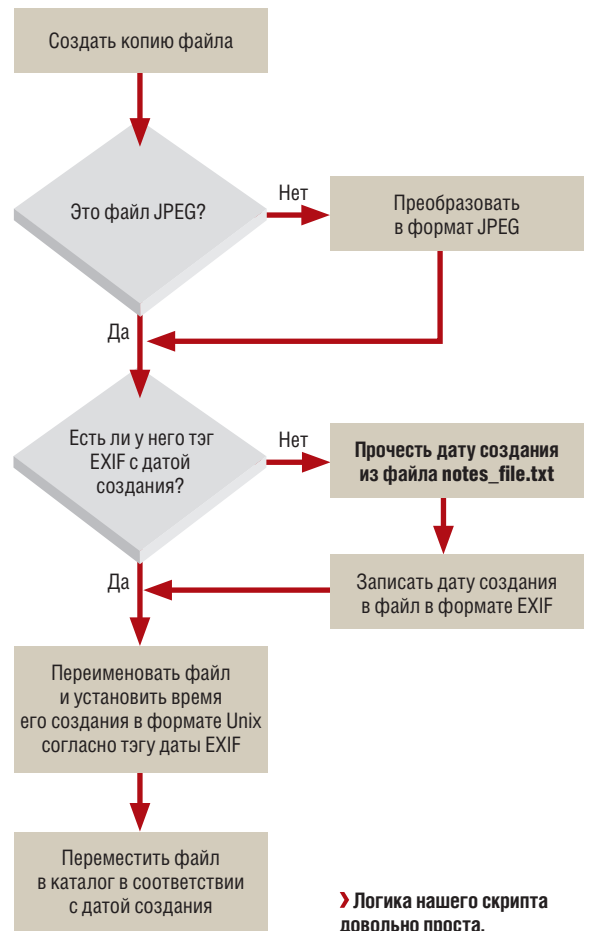 Создать копию файла
Это файл JPEG?
Нет
Преобразовать
в формат JPEG
Да
Есть ли у него тэг
EXIF с датой
создания?
Нет
Прочесть дату создания
из файла notes_file.txt
Да
Записать дату создания
в файл в формате EXIF
Переименовать файл
и установить время
его создания в формате Unix
согласно тэгу даты EXIF
Переместить файл
в каталог в соответствии
с датой создания
Логика нашего скрипта
довольно проста.